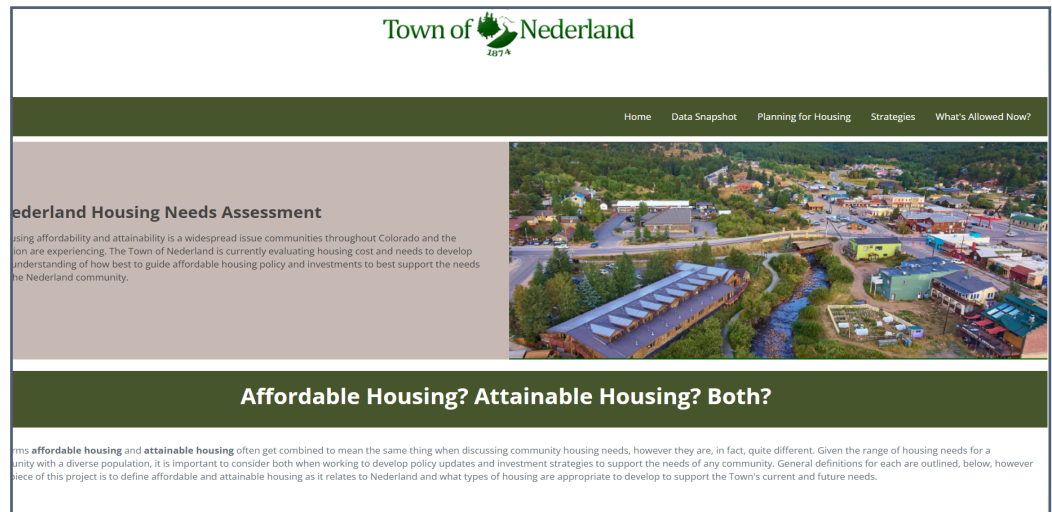 Town of Nederland
1874
Home Data Snapshot Planning for Housing Strategies What's Allowed Now?
ederland Housing Needs Assessment
using affordability and attainability is a widespread issue communities throughout Colorado and the
ion are experiencing. The Town of Nederland is currently evaluating housing cost and needs to develop
understanding of how best to guide affordable housing policy and investments to best support the needs
he Nederland community.
Affordable Housing? Attainable Housing? Both?
rms affordable housing and attainable housing often get combined to mean the same thing when discussing community housing needs, however they are, in fact, quite different. Given the range of housing needs for a
unity with a diverse population, it is important to consider both when working to develop policy updates and investment strategies to support the needs of any community. General definitions for each are outlined, below, however
piece of this project is to define affordable and attainable housing as it relates to Nederland and what types of housing are appropriate to develop to support the Town's current and future needs.